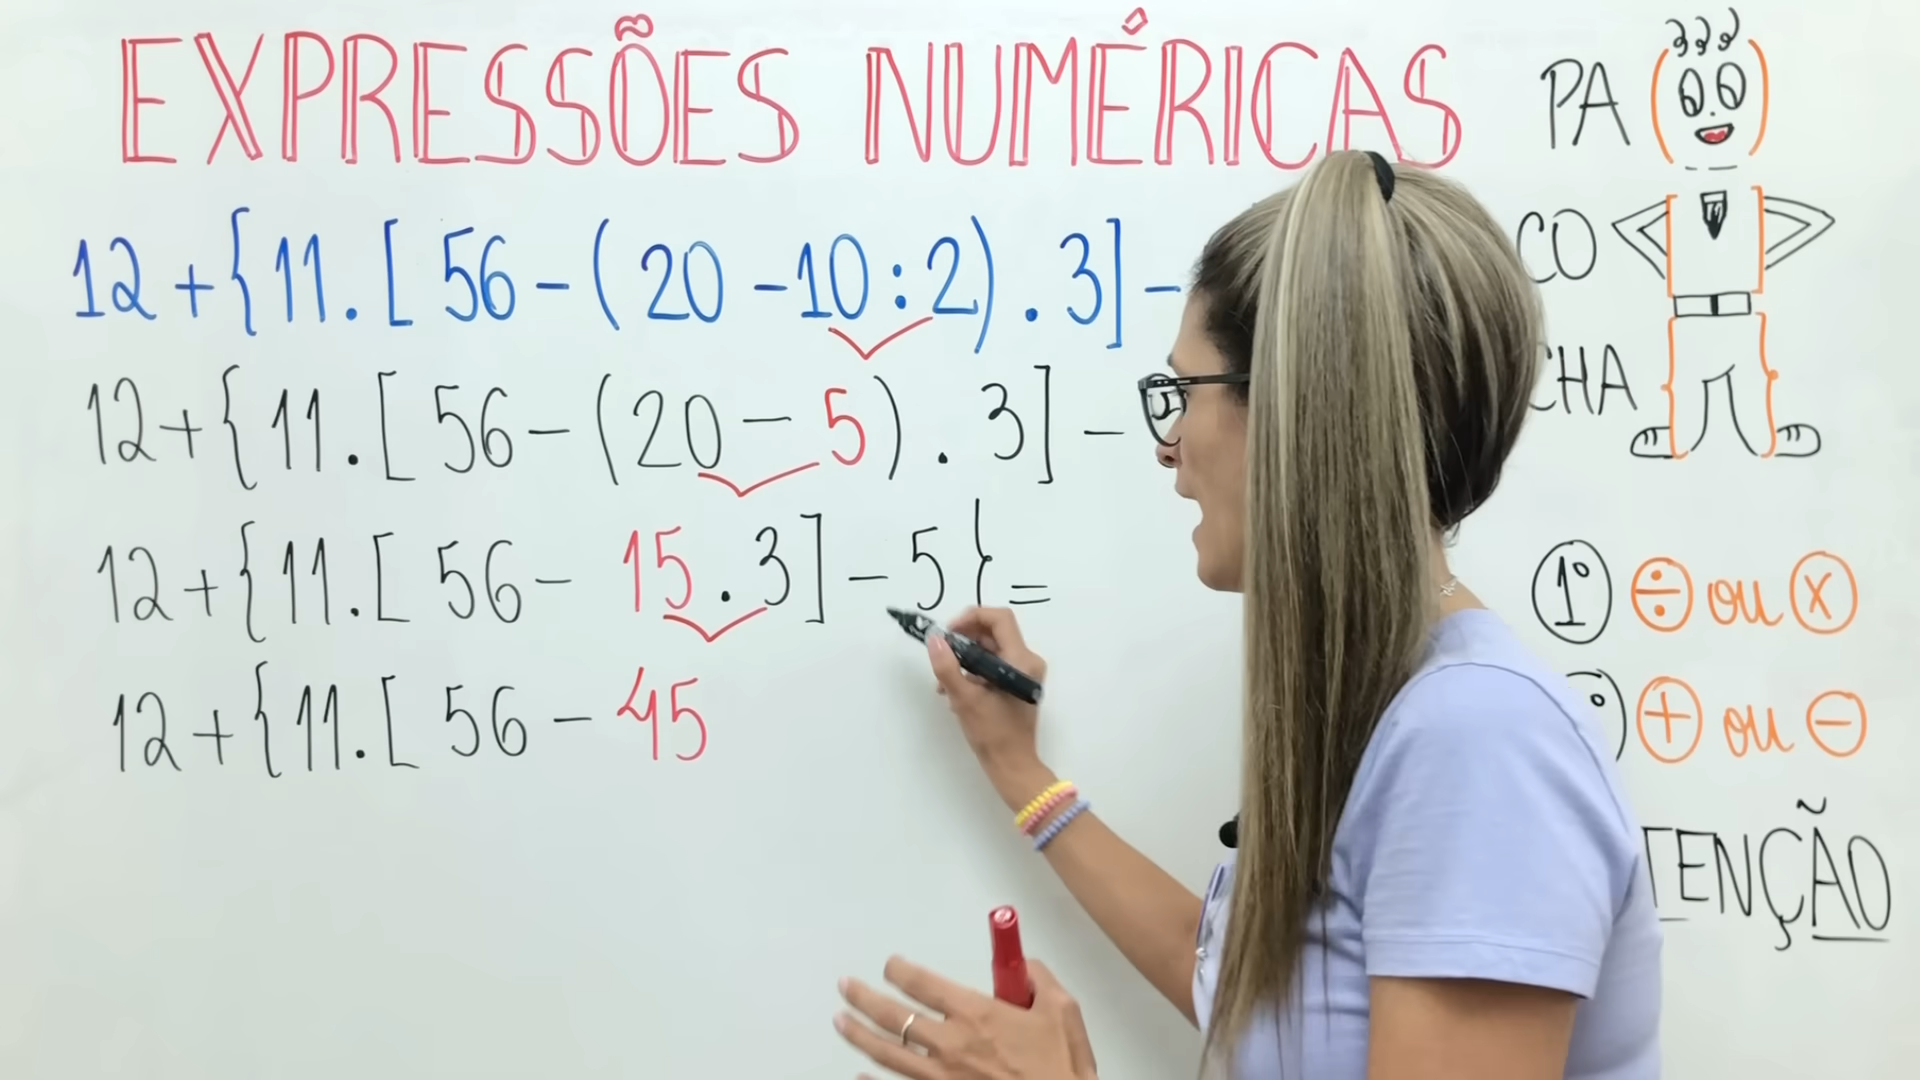 EXPRESSÕES NUMÉRICAS
12+{11.[56-(20-10:2).3]-
12+{11.[56-(20-5).3]-
12+{11.[56-15.3]-5}=
12+{11.[56-45
PA
CO
CHA
1º ÷ ou x
º + ou -
TENÇÃO